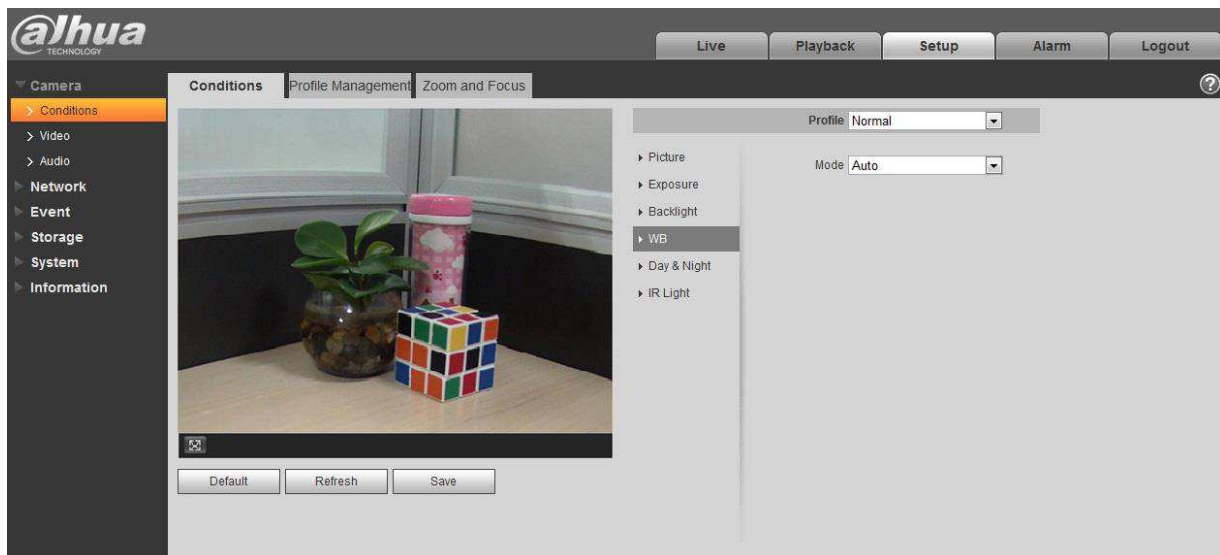 alhua
TECHNOLOGY
Live
Playback
Setup
Alarm
Logout
Camera
Conditions
Video
Audio
Network
Event
Storage
System
Information
Conditions
Profile Management
Zoom and Focus
?
Profile Normal
Picture
Exposure
Backlight
WB
Day & Night
IR Light
Mode Auto
Default
Refresh
Save